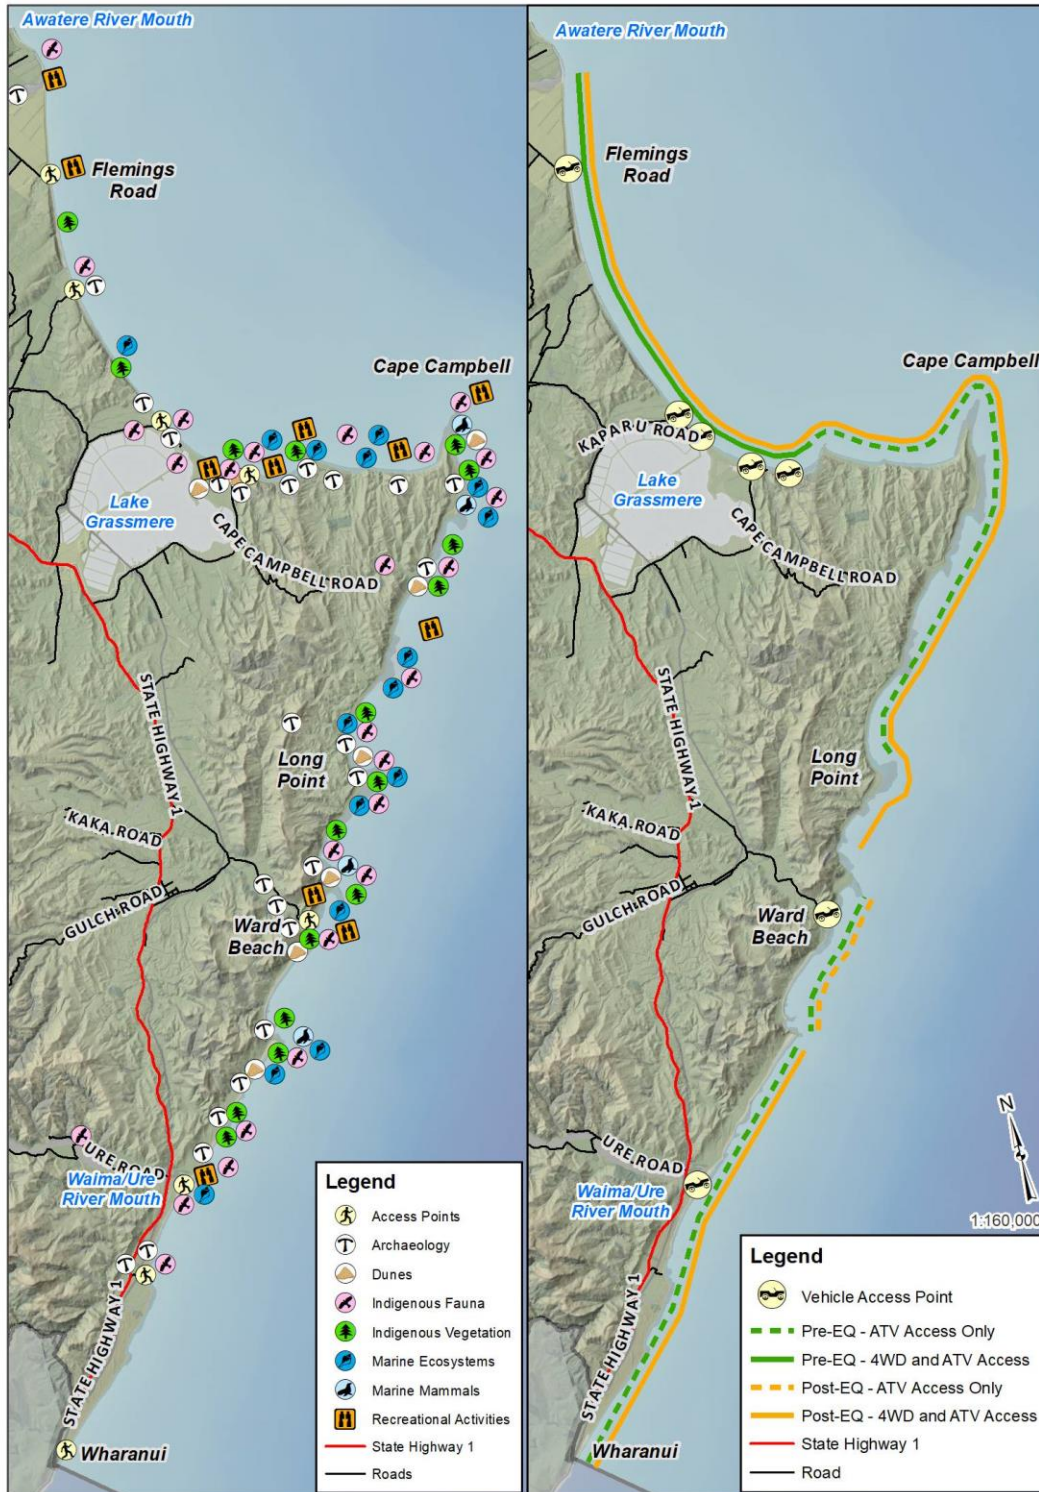 Awatere River Mouth
Flemings
Road
Cape Campbell
Lake
Grassmere
CAPE CAMPBELL ROAD
STATE HIGHWAY 1
Long
Point
KAKA ROAD
GULCH ROAD
Ward
Beach
URE ROAD
Waima/Ure
River Mouth
STATE HIGHWAY 1
Wharanui
Legend
Access Points
Archaeology
Dunes
Indigenous Fauna
Indigenous Vegetation
Marine Ecosystems
Marine Mammals
Recreational Activities
State Highway 1
Roads
Awatere River Mouth
Flemings
Road
Cape Campbell
KAPARU ROAD
Lake
Grassmere
CAPE CAMPBELL ROAD
STATE HIGHWAY 1
Long
Point
KAKA ROAD
GULCH ROAD
Ward
Beach
URE ROAD
Waima/Ure
River Mouth
STATE HIGHWAY 1
Wharanui
N
1:160,000
Legend
Vehicle Access Point
Pre-EQ - ATV Access Only
Pre-EQ - 4WD and ATV Access
Post-EQ - ATV Access Only
Post-EQ - 4WD and ATV Access
State Highway 1
Road